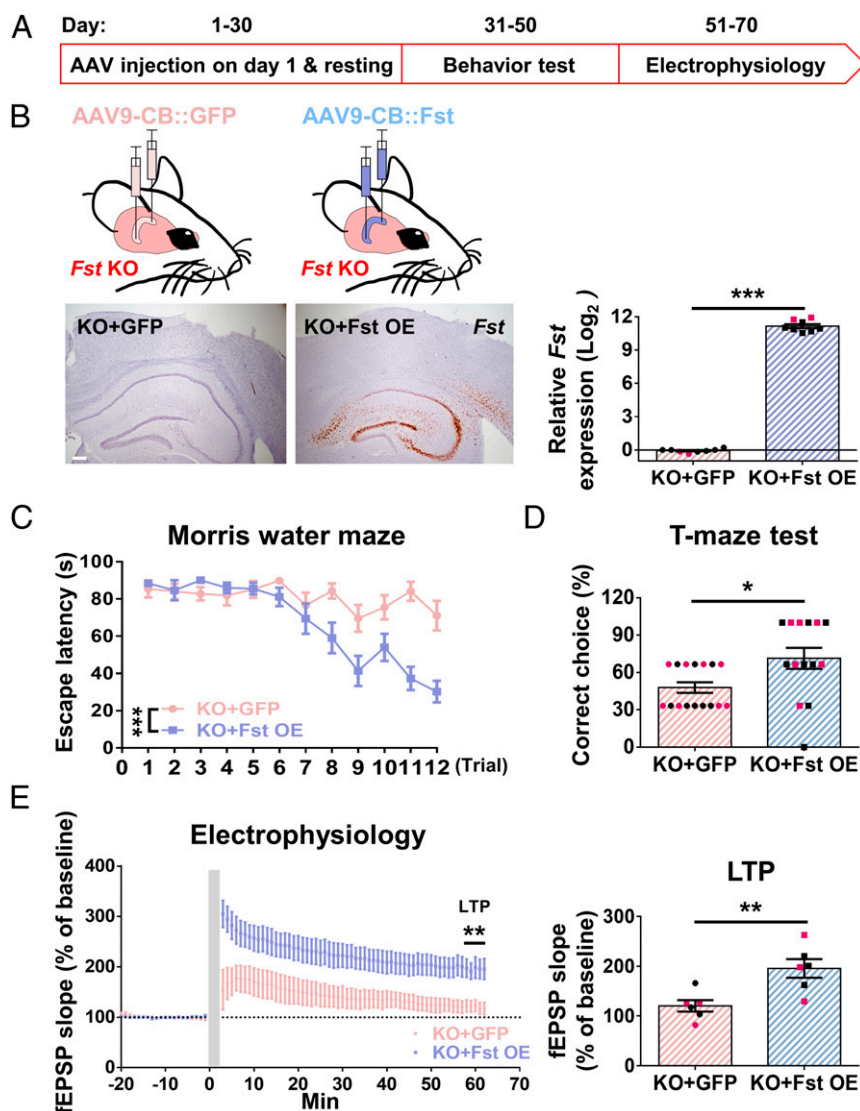 A
Day: 1-30 31-50 51-70
AAV injection on day 1 & resting Behavior test Electrophysiology
B
AAV9-CB::GFP AAV9-CB::Fst
Fst KO Fst KO
KO+GFP KO+Fst OE Fst
Relative Fst
expression (Log2)
***
12
9
6
3
0
KO+GFP KO+Fst OE
C
Morris water maze
Escape latency (s)
100
80
60
40
20
0
***
KO+GFP
KO+Fst OE
0 1 2 3 4 5 6 7 8 9 10 11 12 (Trial)
D
T-maze test
Correct choice (%)
*
120
90
60
30
0
KO+GFP KO+Fst OE
E
Electrophysiology
fEPSP slope (% of baseline)
400
300
200
100
0
LTP
**
KO+GFP
KO+Fst OE
-20 -10 0 10 20 30 40 50 60 70
Min
LTP
fEPSP slope
(% of baseline)
**
300
200
100
0
KO+GFP KO+Fst OE